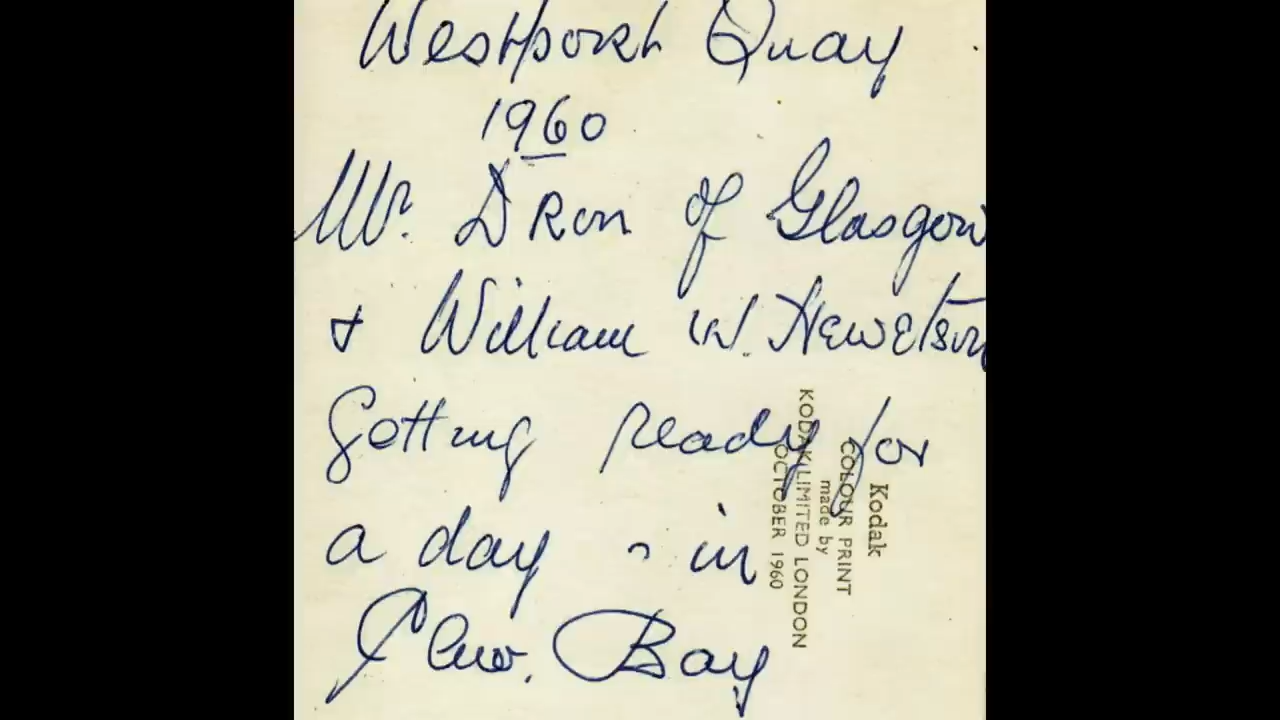 Westport Quay
1960
Mr. DRon of Glasgow
& William W. Hewetson
Getting ready for
a day - in
Clew. Bay
Kodak
COLOUR PRINT
made by
KODAK LIMITED LONDON
OCTOBER 1960